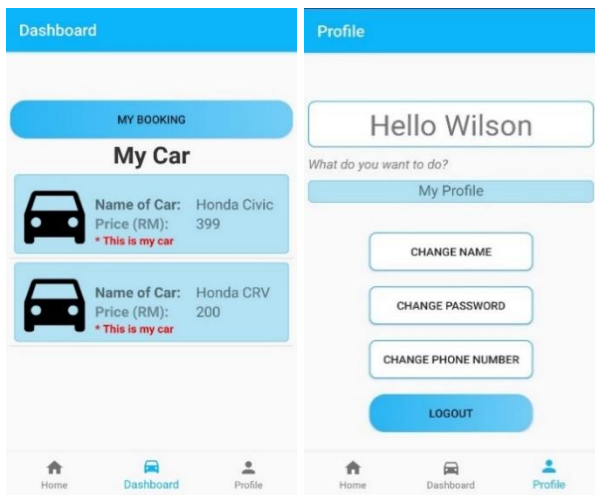 Dashboard
MY BOOKING
My Car
Name of Car: Honda Civic
Price (RM): 399
* This is my car
Name of Car: Honda CRV
Price (RM): 200
* This is my car
Home Dashboard Profile
Profile
Hello Wilson
What do you want to do?
My Profile
CHANGE NAME
CHANGE PASSWORD
CHANGE PHONE NUMBER
LOGOUT
Home Dashboard Profile